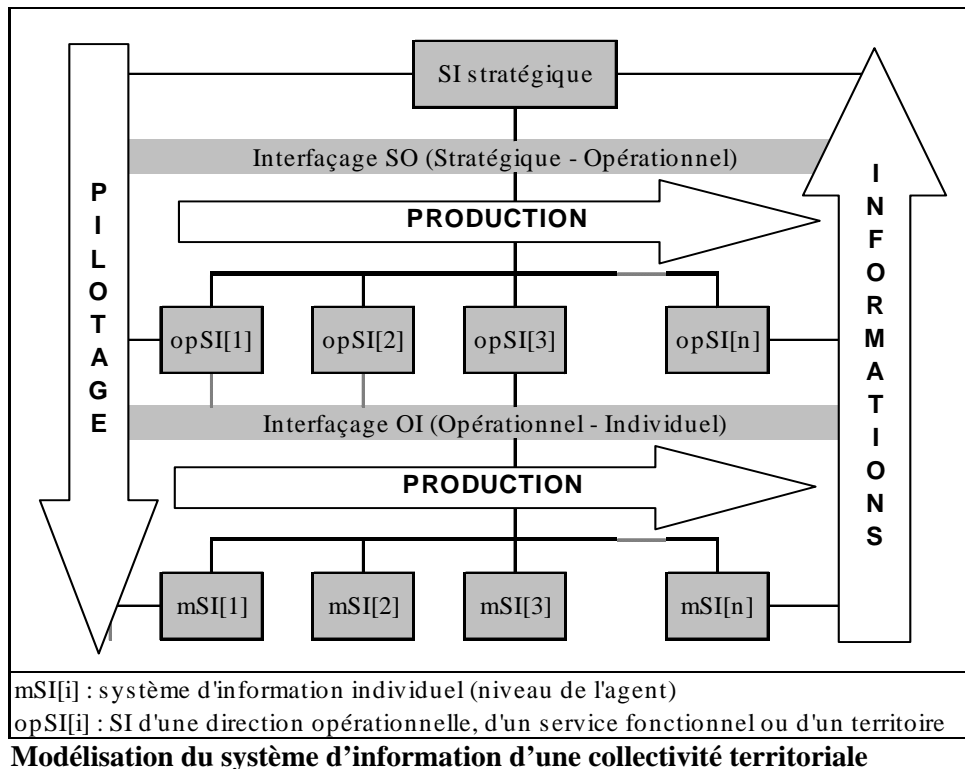 SI stratégique
Interfaçage SO (Stratégique - Opérationnel)
PILOTAGE
INFORMATIONS
PRODUCTION
opSI[1] opSI[2] opSI[3] opSI[n]
Interfaçage OI (Opérationnel - Individuel)
PRODUCTION
mSI[1] mSI[2] mSI[3] mSI[n]
mSI[i] : système d'information individuel (niveau de l'agent)
opSI[i] : SI d'une direction opérationnelle, d'un service fonctionnel ou d'un territoire
Modélisation du système d’information d’une collectivité territoriale